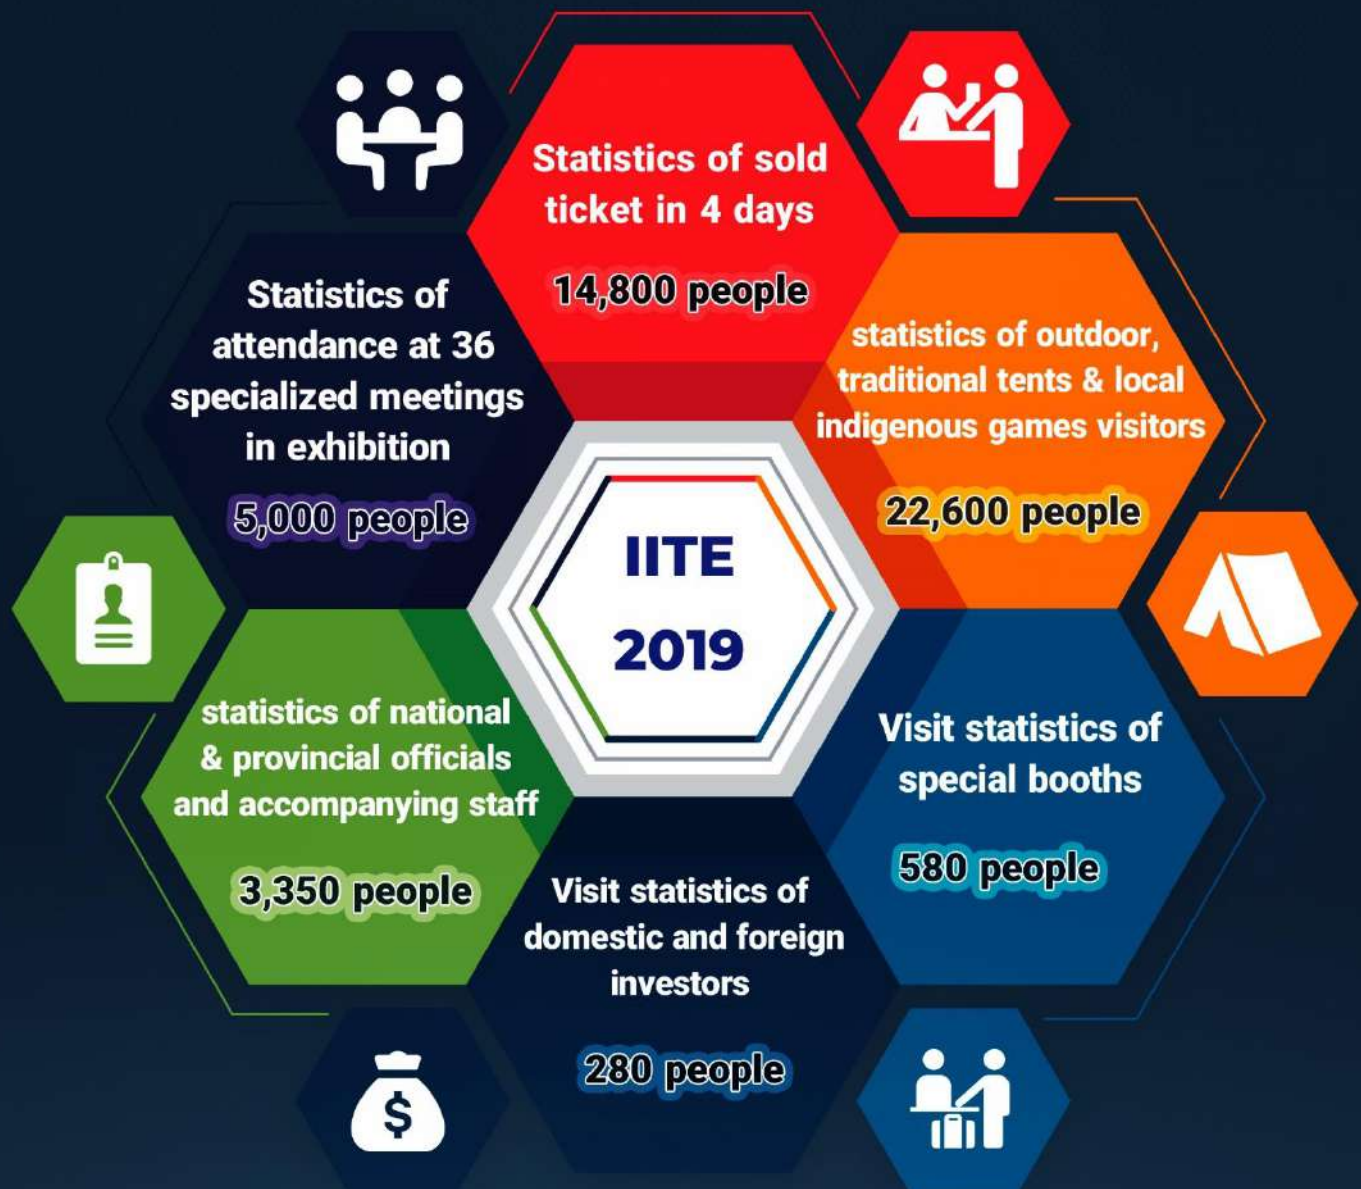 Statistics of sold
ticket in 4 days
14,800 people
statistics of outdoor,
traditional tents & local
indigenous games visitors
22,600 people
Visit statistics of
special booths
580 people
Visit statistics of
domestic and foreign
investors
280 people
statistics of national
& provincial officials
and accompanying staff
3,350 people
Statistics of
attendance at 36
specialized meetings
in exhibition
5,000 people
IITE
2019
$